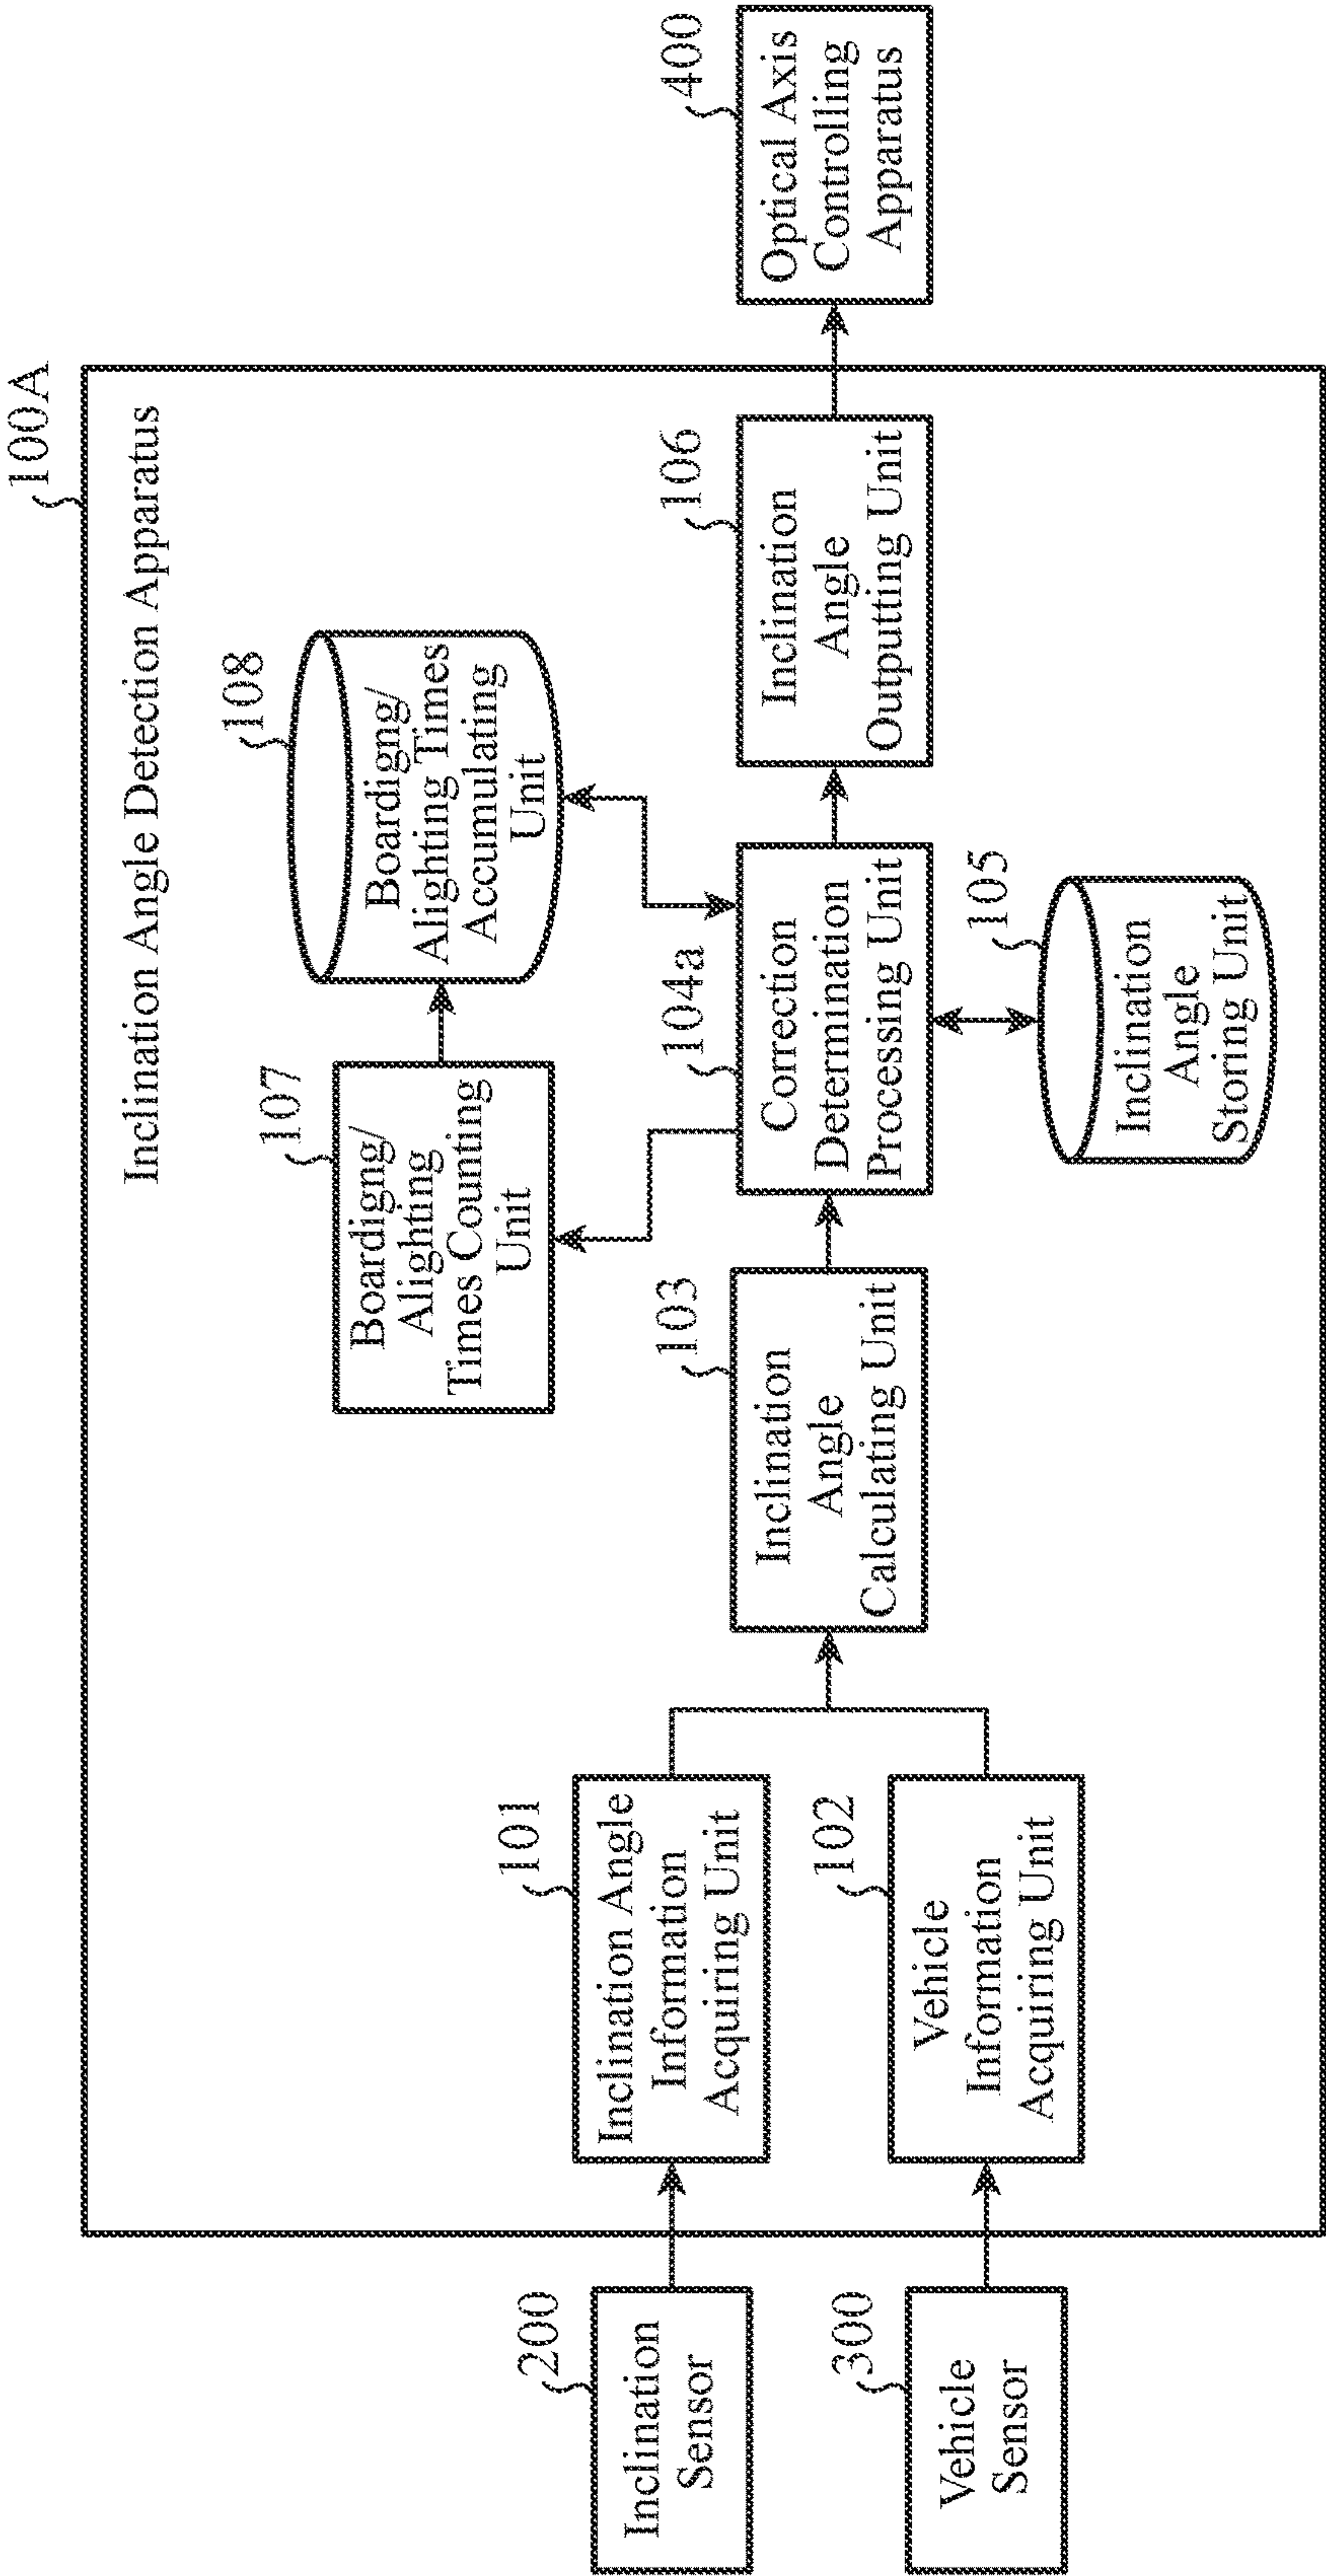 100A
Inclination Angle Detection Apparatus
200
Inclination
Sensor
300
Vehicle
Sensor
101
Inclination Angle
Information
Acquiring Unit
102
Vehicle
Information
Acquiring Unit
103
Inclination
Angle
Calculating Unit
107
Boardigng/
Alighting
Times Counting
Unit
108
Boardigng/
Alighting Times
Accumulating
Unit
104a
Correction
Determination
Processing Unit
105
Inclination
Angle
Storing Unit
106
Inclination
Angle
Outputing Unit
400
Optical Axis
Controlling
Apparatus